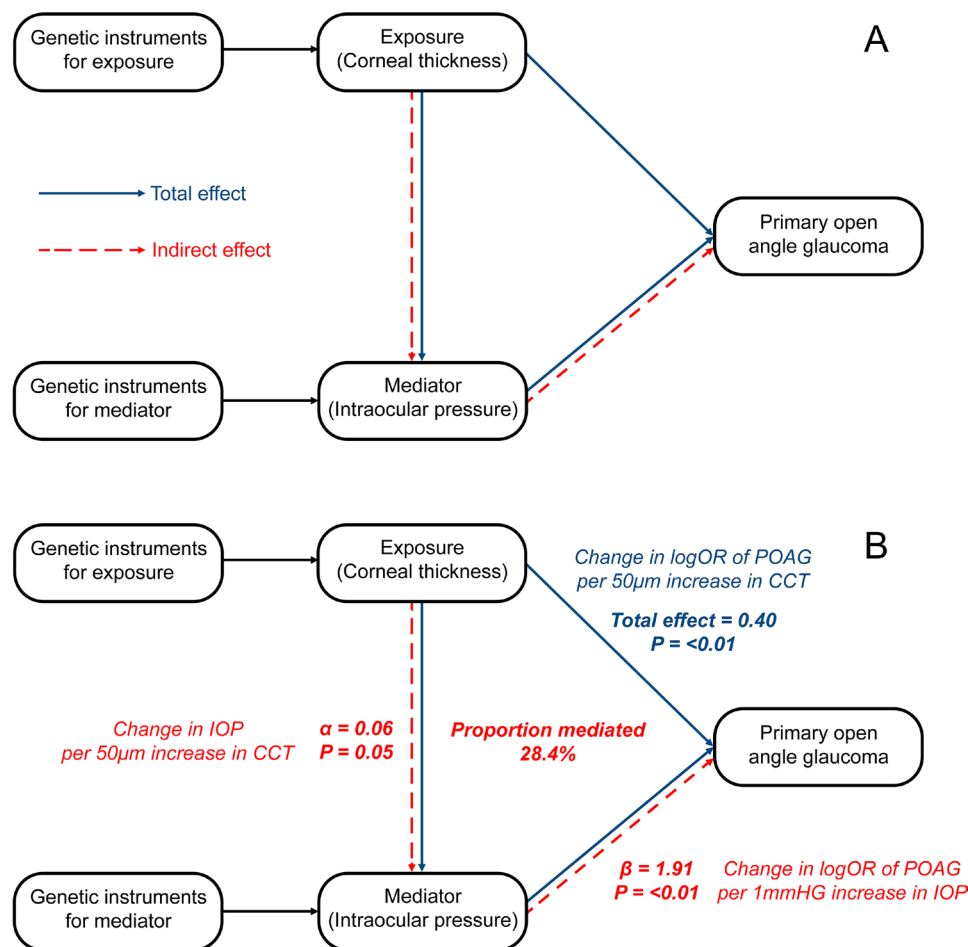 A
Genetic instruments
for exposure
Exposure
(Corneal thickness)
Total effect
Indirect effect
Primary open
angle glaucoma
Genetic instruments
for mediator
Mediator
(Intraocular pressure)
B
Genetic instruments
for exposure
Exposure
(Corneal thickness)
Change in logOR of POAG
per 50µm increase in CCT
Total effect = 0.40
P = <0.01
Change in IOP
per 50µm increase in CCT
α = 0.06
P = 0.05
Proportion mediated
28.4%
Primary open
angle glaucoma
Genetic instruments
for mediator
Mediator
(Intraocular pressure)
β = 1.91
P = <0.01
Change in logOR of POAG
per 1mmHG increase in IOP